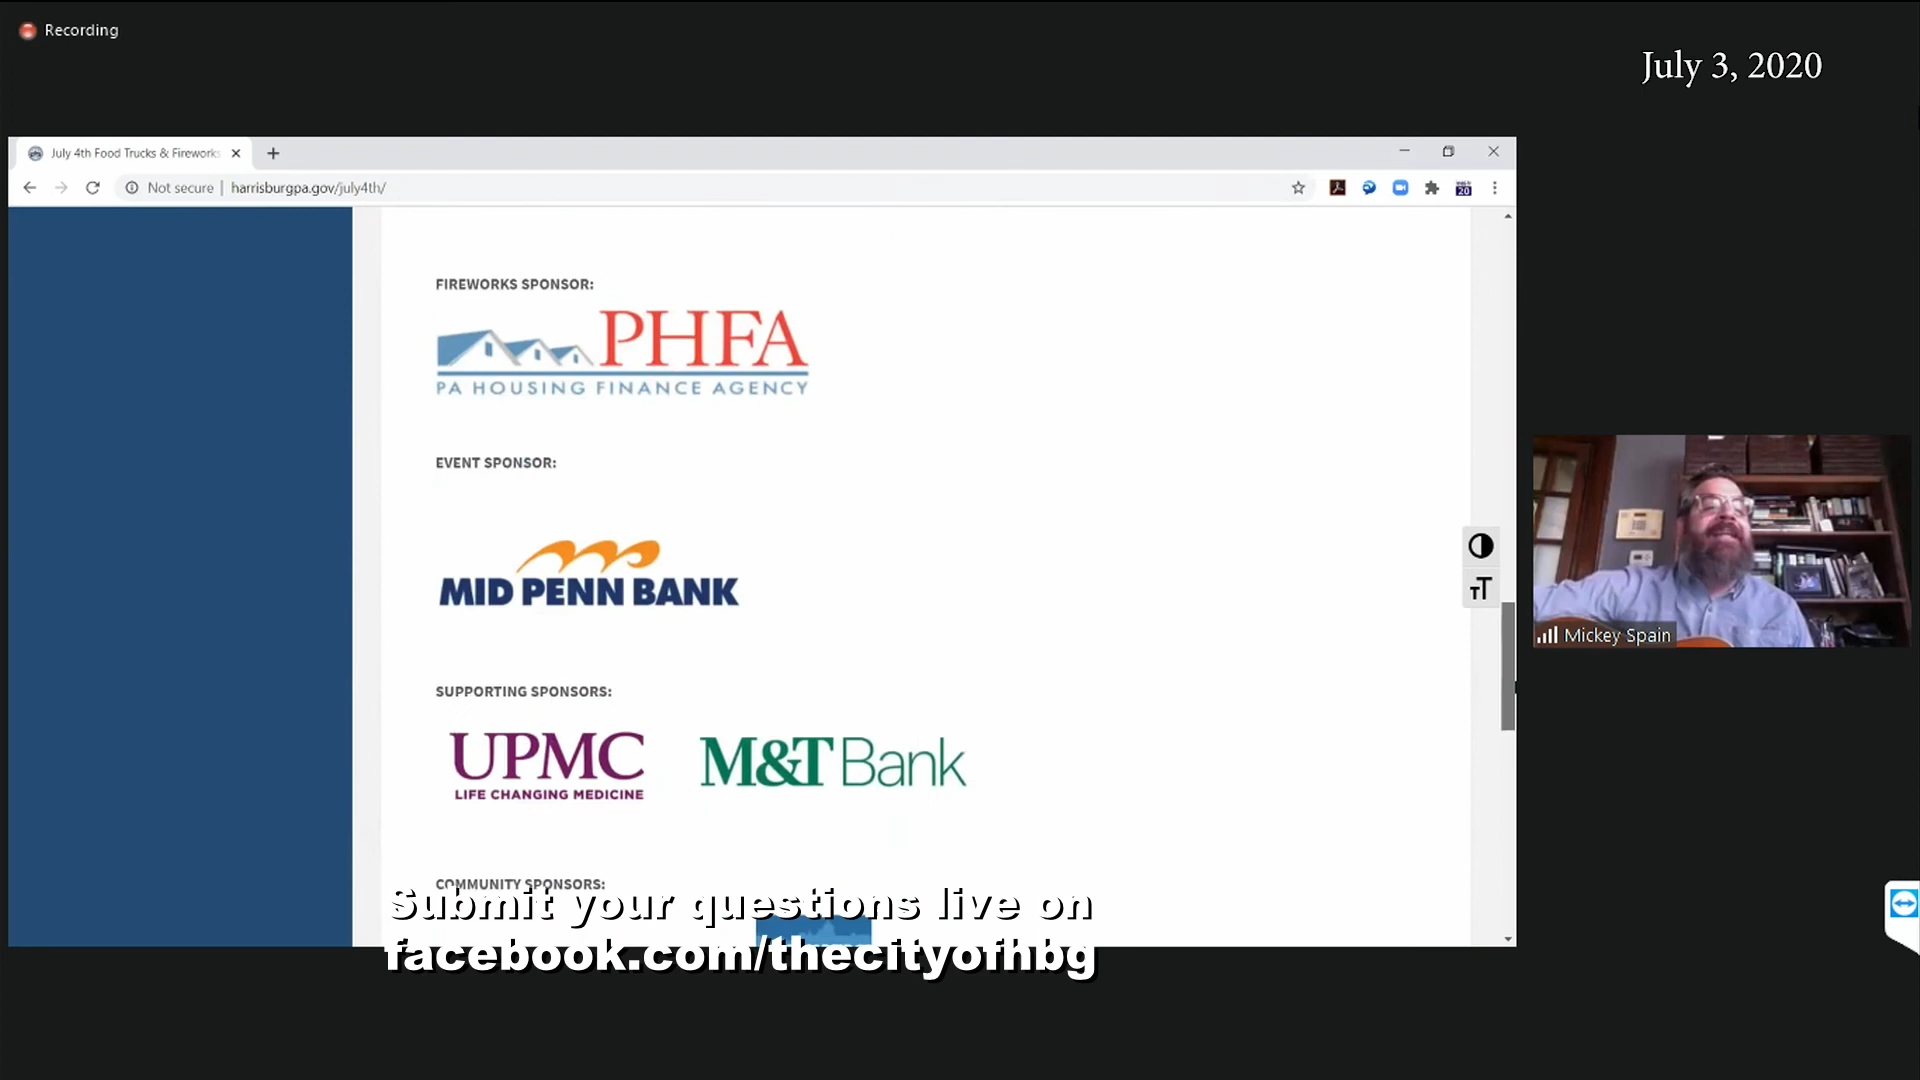 Recording
July 3, 2020
July 4th Food Trucks & Fireworks
Not secure | harrisburgpa.gov/july4th/
20
FIREWORKS SPONSOR:
PHFA
PA HOUSING FINANCE AGENCY
EVENT SPONSOR:
MID PENN BANK
TT
Mickey Spain
SUPPORTING SPONSORS:
UPMC
LIFE CHANGING MEDICINE
M&T Bank
COMMUNITY SPONSORS:
Submit your questions live on
facebook.com/thecityofhbg